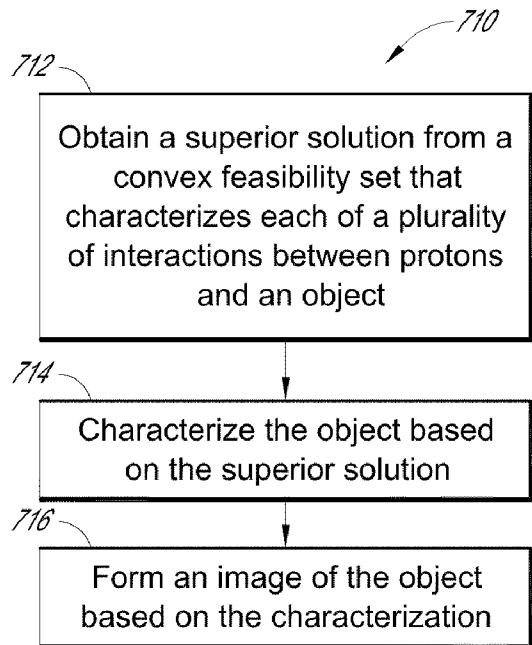 710
712
Obtain a superior solution from a
convex feasibility set that
characterizes each of a plurality
of interactions between protons
and an object
714
Characterize the object based
on the superior solution
716
Form an image of the object
based on the characterization